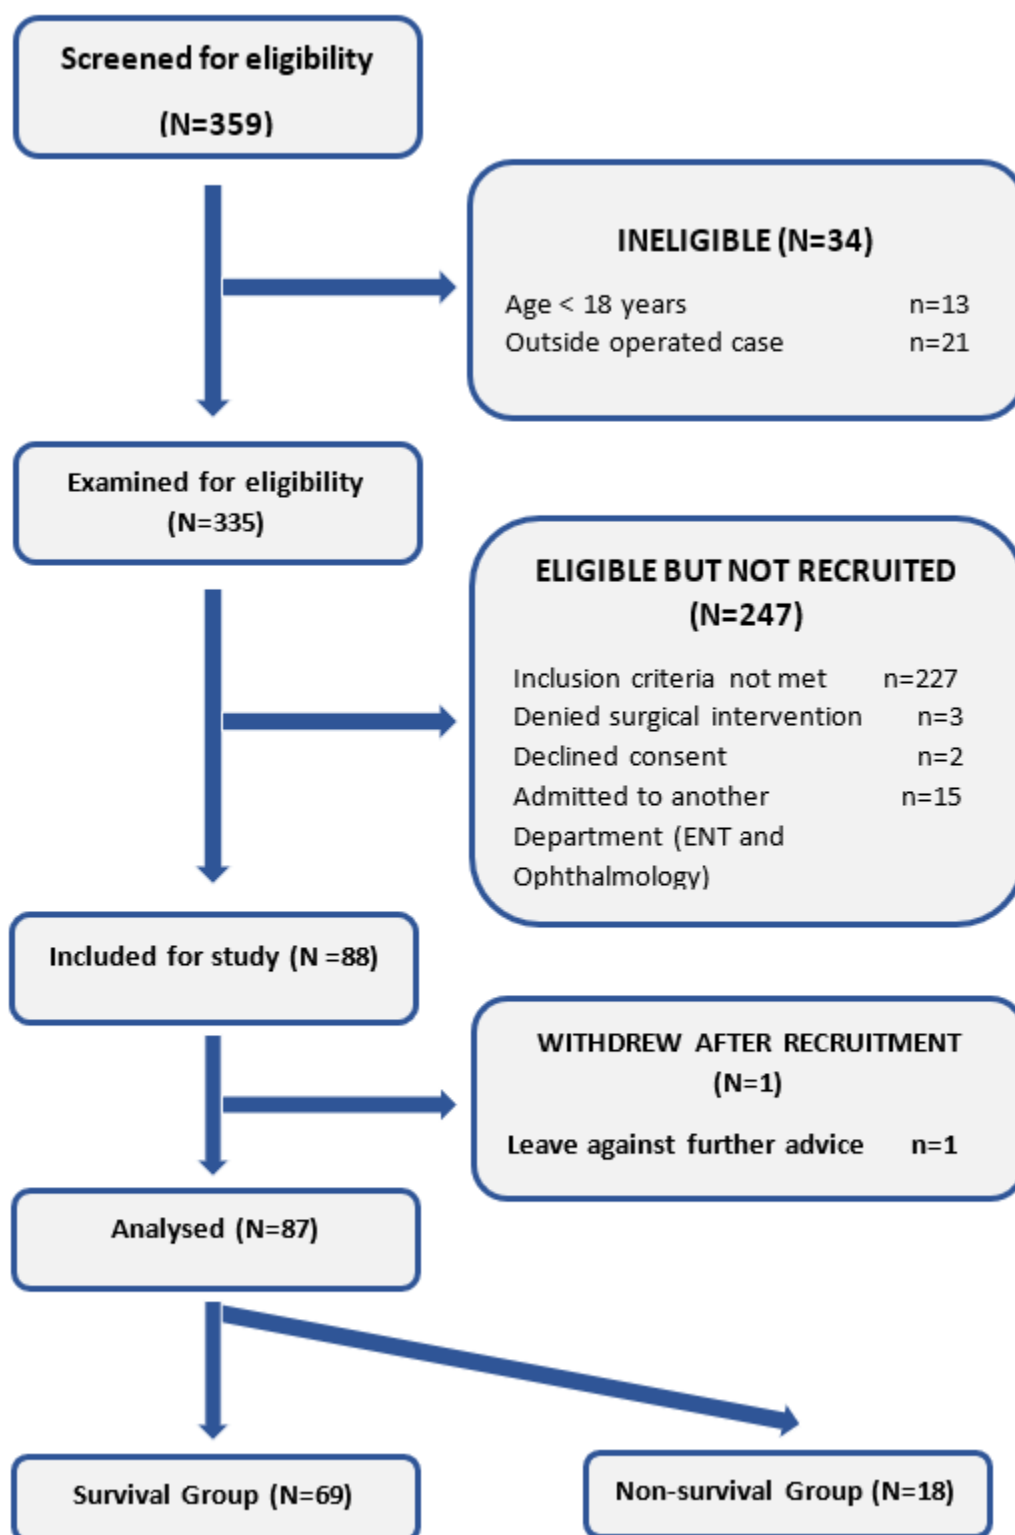 Screened for eligibility
(N=359)
INELIGIBLE (N=34)
Age < 18 years n=13
Outside operated case n=21
Examined for eligibility
(N=335)
ELIGIBLE BUT NOT RECRUITED
(N=247)
Inclusion criteria not met n=227
Denied surgical intervention n=3
Declined consent n=2
Admitted to another n=15
Department (ENT and
Ophthalmology)
Included for study (N =88)
WITHDREW AFTER RECRUITMENT
(N=1)
Leave against further advice n=1
Analysed (N=87)
Survival Group (N=69)
Non-survival Group (N=18)